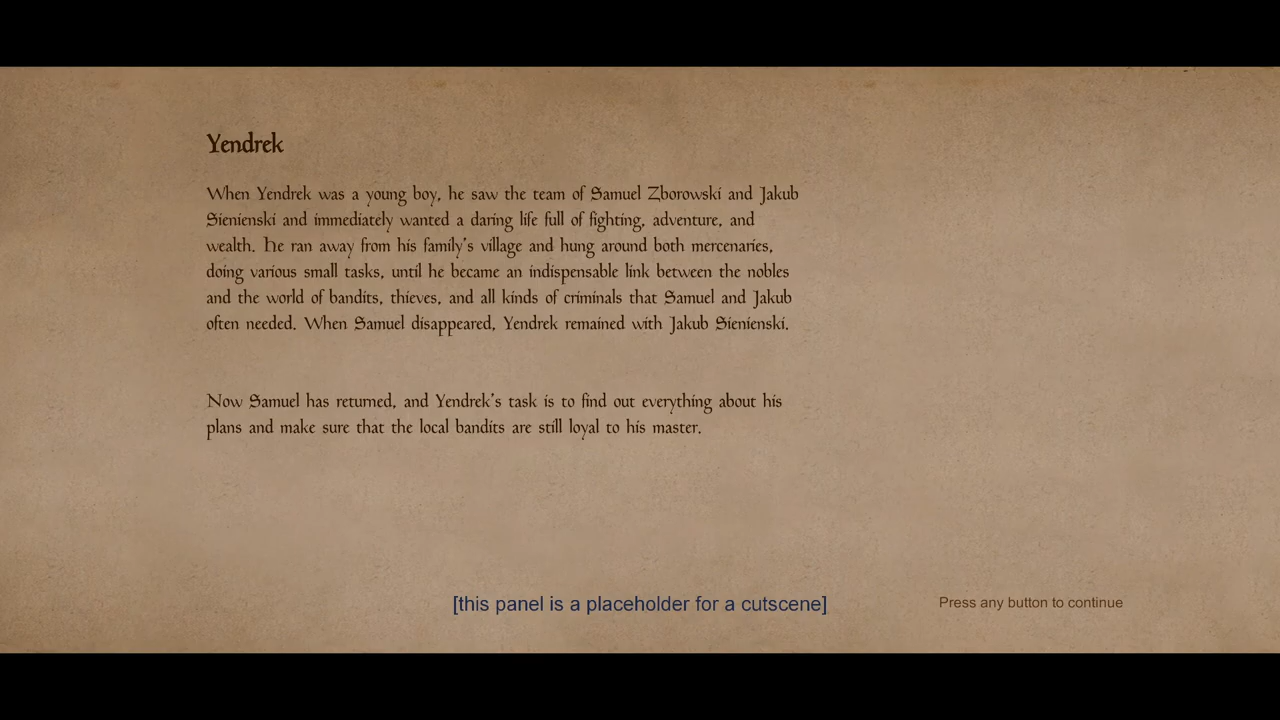 Yendrek
When Yendrek was a young boy, he saw the team of Samuel Zborowski and Jakub
Sienienski and immediately wanted a daring life full of fighting, adventure, and
wealth. He ran away from his family's village and hung around both mercenaries,
doing various small tasks, until he became an indispensable link between the nobles
and the world of bandits, thieves, and all kinds of criminals that Samuel and Jakub
often needed. When Samuel disappeared, Yendrek remained with Jakub Sienienski.
Now Samuel has returned, and Yendrek's task is to find out everything about his
plans and make sure that the local bandits are still loyal to his master.
[this panel is a placeholder for a cutscene]
Press any button to continue